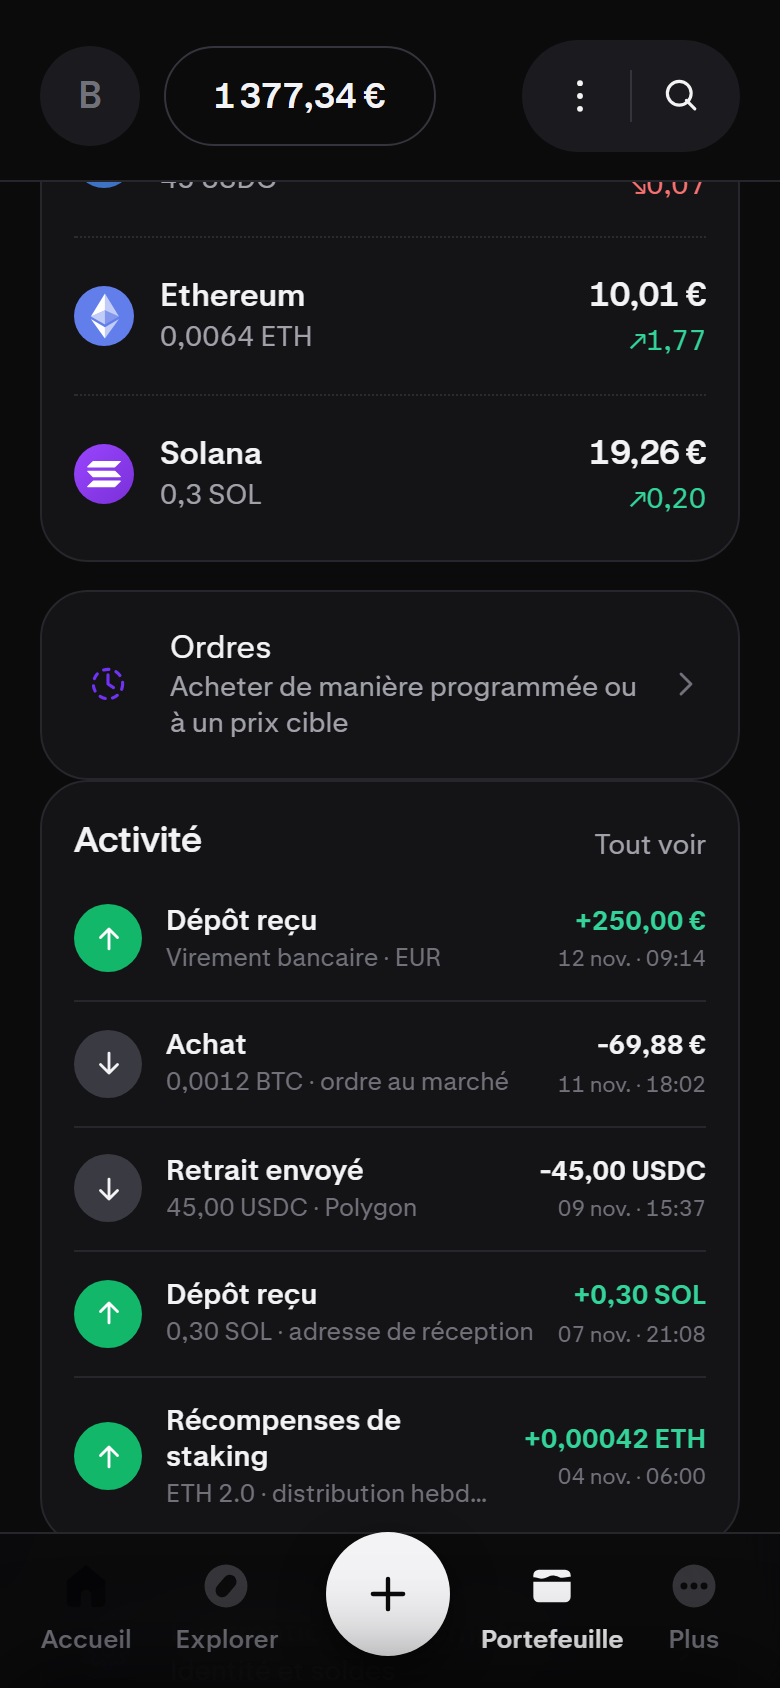 B
1 377,34 €
45 USDC
↘0,07
Ethereum
10,01 €
0,0064 ETH
↗1,77
Solana
19,26 €
0,3 SOL
↗0,20
Ordres
Acheter de manière programmée ou
à un prix cible
Activité
Tout voir
Dépôt reçu
+250,00 €
Virement bancaire · EUR
12 nov. · 09:14
Achat
-69,88 €
0,0012 BTC · ordre au marché
11 nov. · 18:02
Retrait envoyé
-45,00 USDC
45,00 USDC · Polygon
09 nov. · 15:37
Dépôt reçu
+0,30 SOL
0,30 SOL · adresse de réception
07 nov. · 21:08
Récompenses de
staking
+0,00042 ETH
ETH 2.0 · distribution hebd...
04 nov. · 06:00
Accueil
Explorer
Portefeuille
Plus